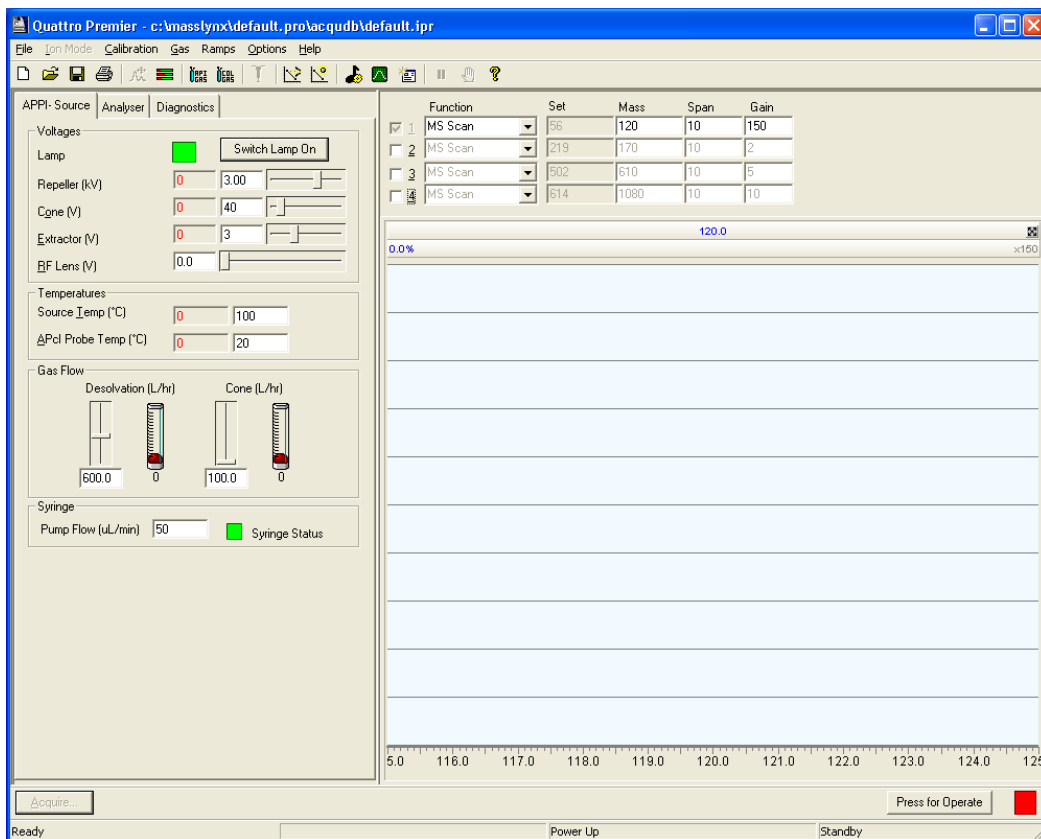 Quattro Premier - c:\masslynx\default.pro\acqudb\default.ipr
File Ion Mode Calibration Gas Ramps Options Help
API GAS COL GAS
APPI- Source Analyser Diagnostics
Voltages
Lamp Switch Lamp On
Repeller (kV) 0 3.00
Cone (V) 0 40
Extractor (V) 0 3
RF Lens (V) 0.0
Temperatures
Source Temp (°C) 0 100
APcI Probe Temp (°C) 0 20
Gas Flow
Desolvation (L/hr) Cone (L/hr)
600.0 0 100.0 0
Syringe
Pump Flow (uL/min) 50 Syringe Status
Function Set Mass Span Gain
1 MS Scan 56 120 10 150
2 MS Scan 219 170 10 2
3 MS Scan 502 610 10 5
4 MS Scan 614 1080 10 10
120.0
0.0% x150
5.0 116.0 117.0 118.0 119.0 120.0 121.0 122.0 123.0 124.0 125
Acquire... Press for Operate
Ready Power Up Standby